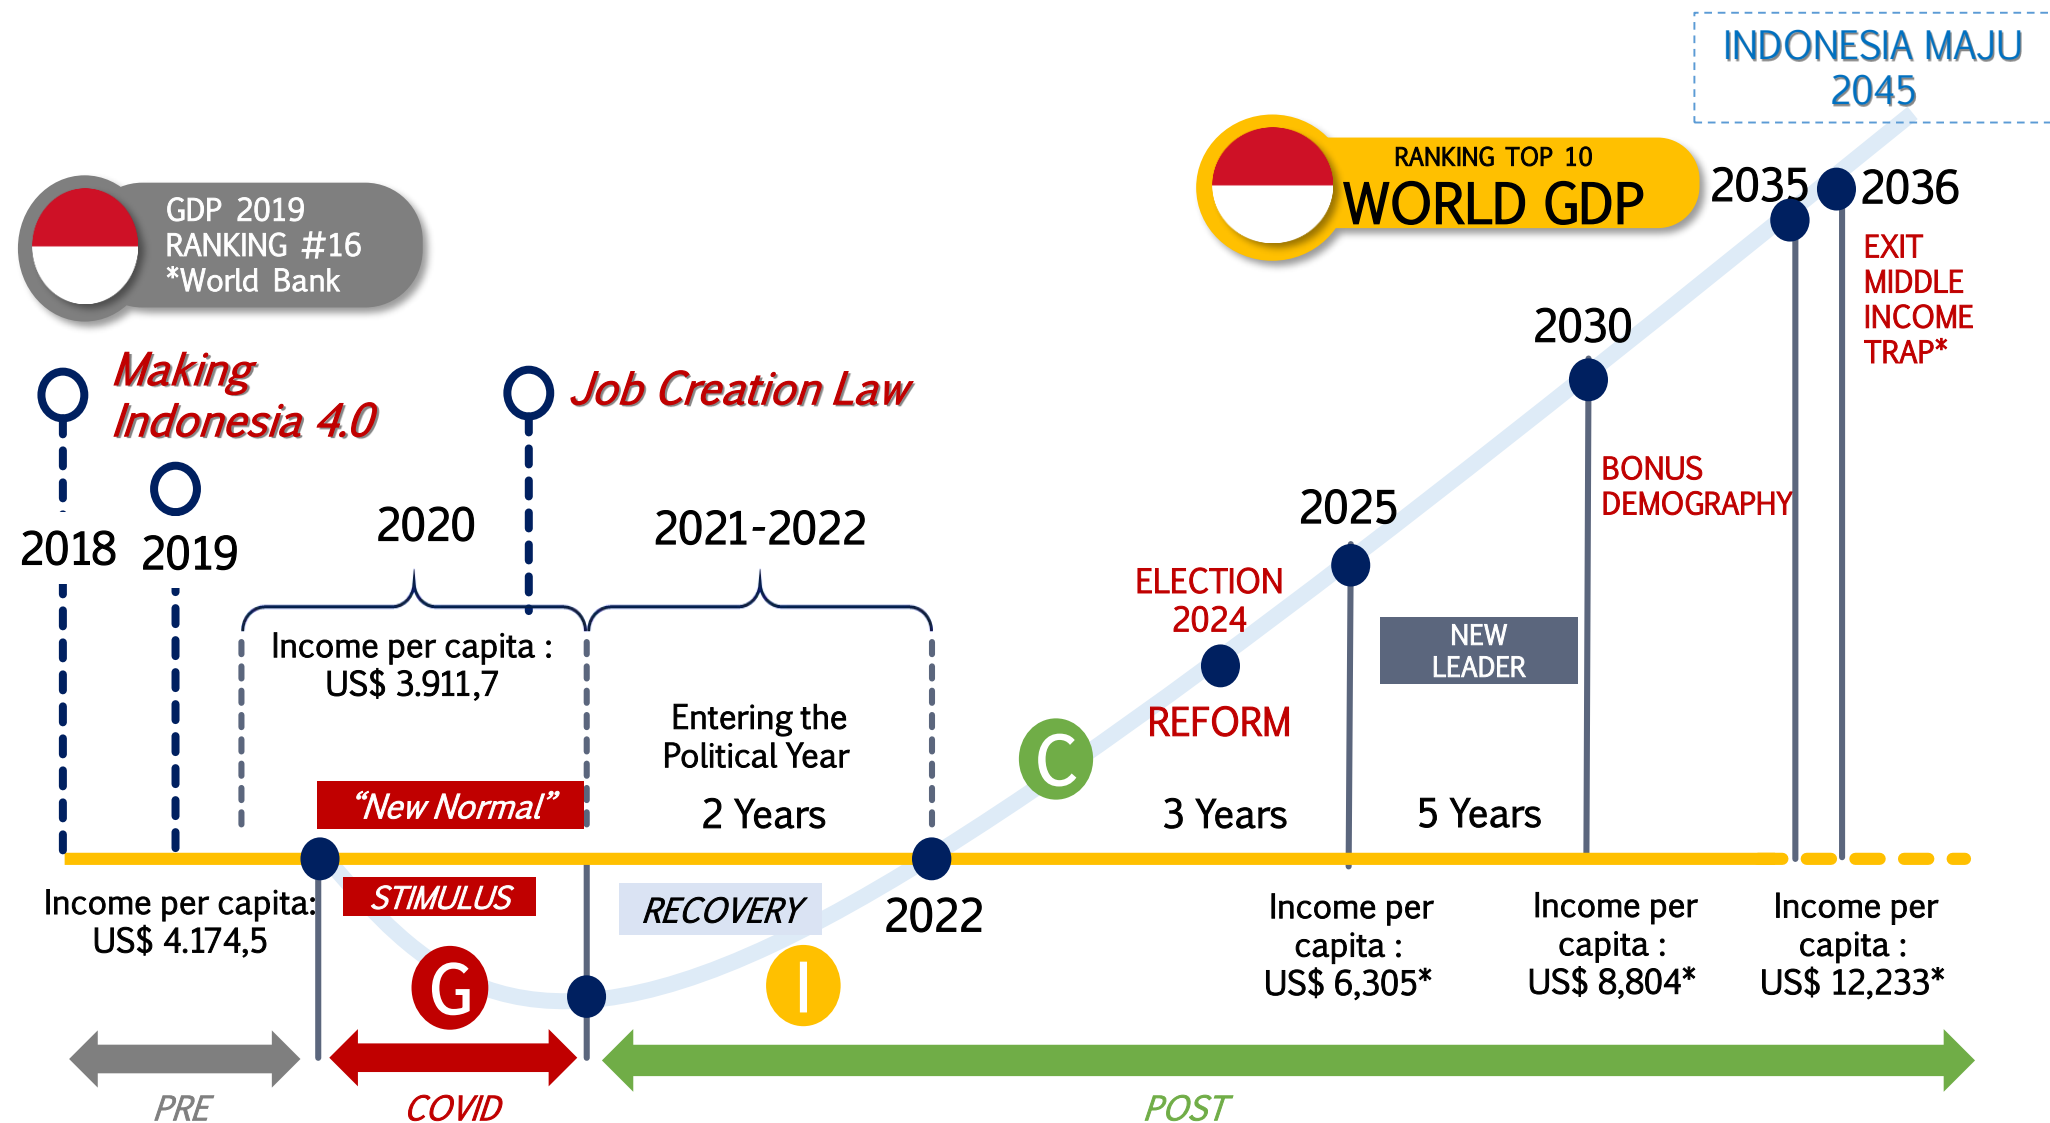 INDONESIA MAJU
2045
RANKING TOP 10
WORLD GDP
GDP 2019
RANKING #16
*World Bank
2035
2036
EXIT
MIDDLE
INCOME
TRAP*
Making
Indonesia 4.0
Job Creation Law
2030
BONUS
DEMOGRAPHY
2018
2019
2020
2021-2022
2025
ELECTION
2024
REFORM
NEW
LEADER
Income per capita :
US$ 3.911,7
Entering the
Political Year
2 Years
C
3 Years
5 Years
“New Normal”
STIMULUS
RECOVERY
2022
Income per capita:
US$ 4.174,5
G
I
Income per
capita :
US$ 6,305*
Income per
capita :
US$ 8,804*
Income per
capita :
US$ 12,233*
PRE
COVID
POST